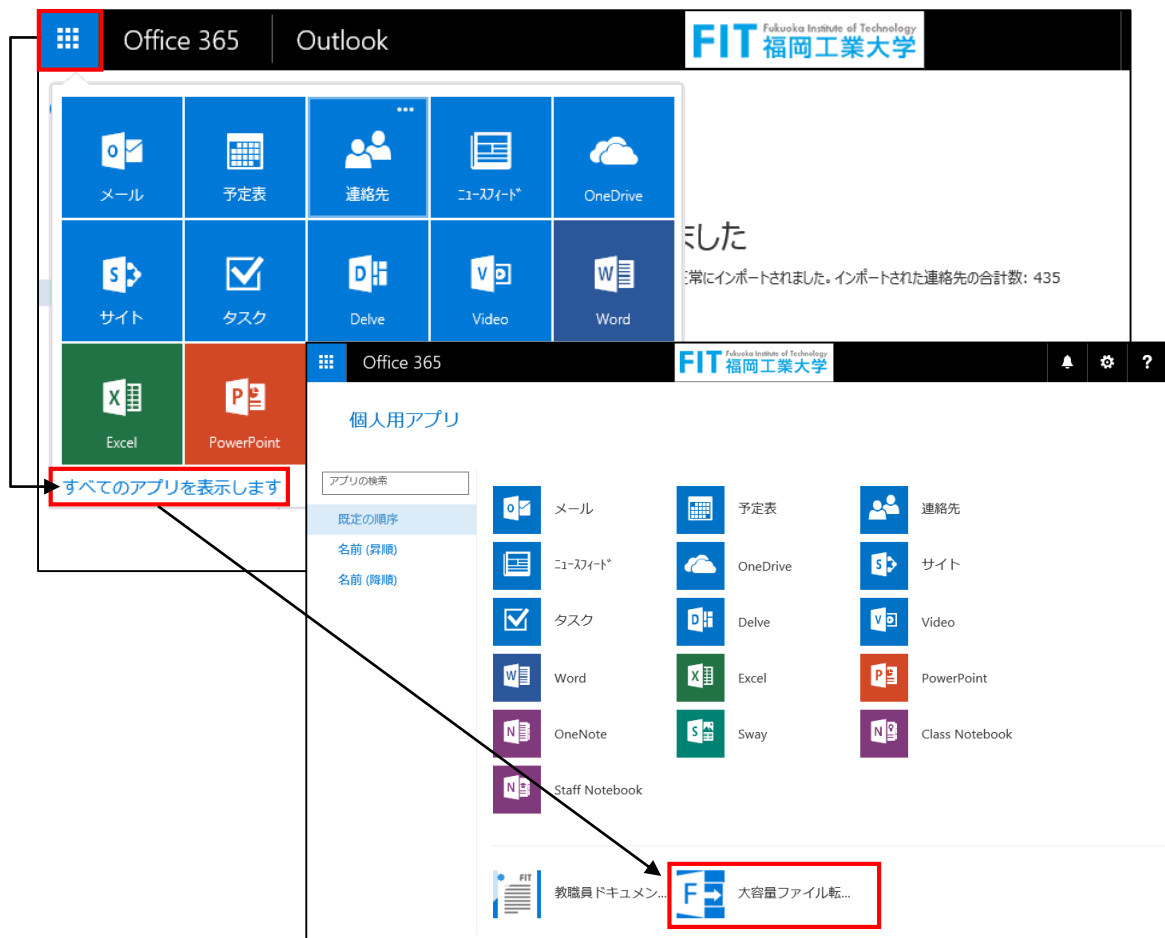 Office 365
Outlook
FIT Fukuoka Institute of Technology
福岡工業大学
メール
予定表
連絡先
ﾆｭｰｽﾌｨｰﾄﾞ
OneDrive
サイト
タスク
Delve
Video
Word
Excel
PowerPoint
すべてのアプリを表示します
ました
常にインポートされました。インポートされた連絡先の合計数: 435
Office 365
FIT Fukuoka Institute of Technology
福岡工業大学
?
個人用アプリ
アプリの検索
既定の順序
名前 (昇順)
名前 (降順)
メール
予定表
連絡先
ﾆｭｰｽﾌｨｰﾄﾞ
OneDrive
サイト
タスク
Delve
Video
Word
Excel
PowerPoint
OneNote
Sway
Class Notebook
Staff Notebook
FIT
教職員ドキュメン...
F
大容量ファイル転...